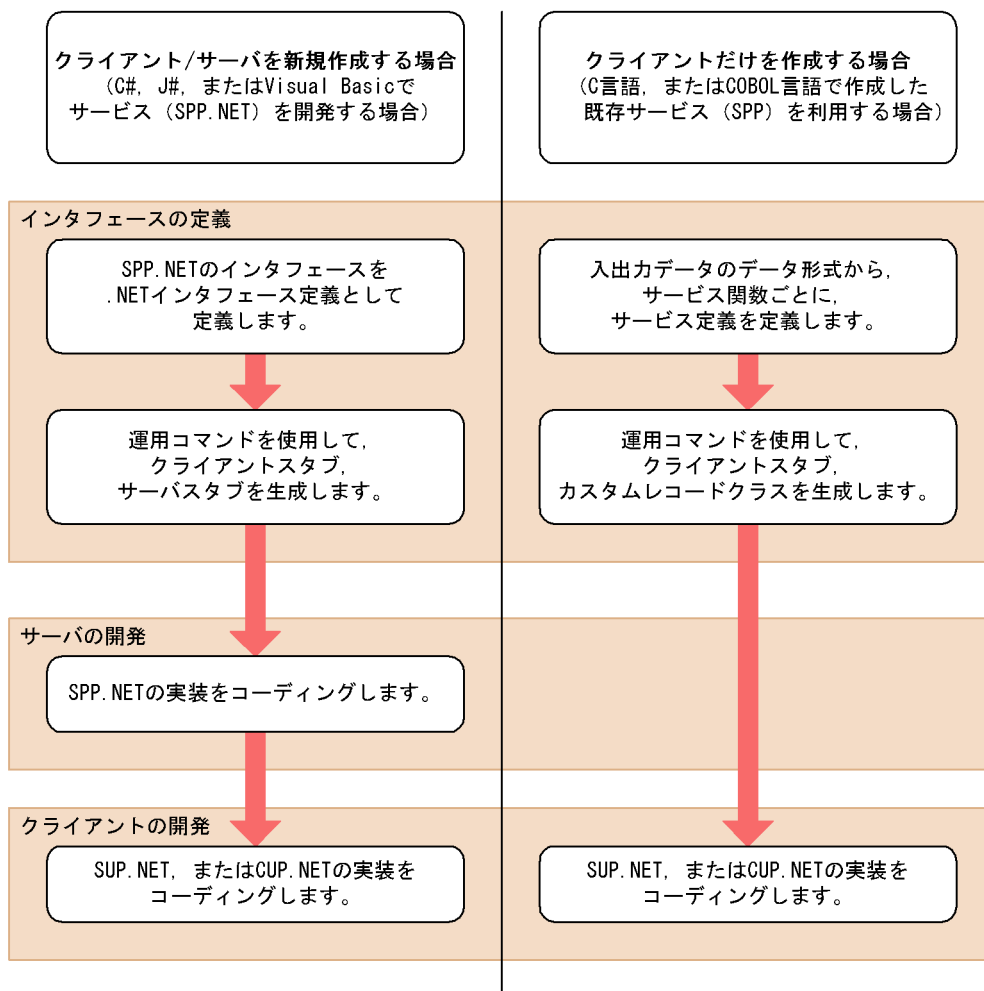 クライアント/サーバを新規作成する場合
(C#, J#, またはVisual Basicで
サービス(SPP.NET)を開発する場合)
クライアントだけを作成する場合
(C言語, またはCOBOL言語で作成した
既存サービス(SPP)を利用する場合)
インタフェースの定義
SPP.NETのインタフェースを
.NETインタフェース定義として
定義します。
入出力データのデータ形式から,
サービス関数ごとに,
サービス定義を定義します。
運用コマンドを使用して,
クライアントスタブ,
サーバスタブを生成します。
運用コマンドを使用して,
クライアントスタブ,
カスタムレコードクラスを生成します。
サーバの開発
SPP.NETの実装をコーディングします。
クライアントの開発
SUP.NET, またはCUP.NETの実装を
コーディングします。
SUP.NET, またはCUP.NETの実装を
コーディングします。